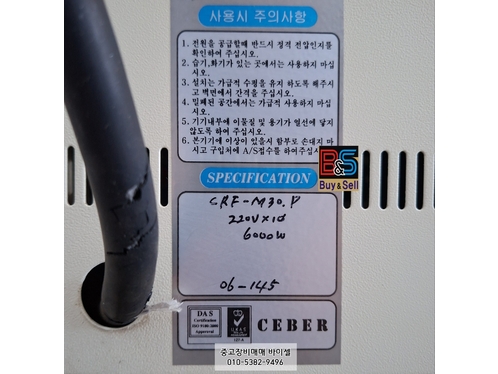 사용시 주의사항
1. 전원을 공급할때 반드시 정격 전압인지를
확인하여 주십시오.
2. 습기,화기가 있는 곳에서는 사용하지 마십
시오.
3. 설치는 가급적 수평을 유지 하도록 해주시
고 벽면에서 간격을 주십시오.
4. 밀폐된 공간에서는 가급적 사용하지 마십
시오.
5. 기기내부에 이물질 및 용기가 열선에 닿지
않도록 하여 주십시오.
6. 본기기에 이상이 있을시 함부로 손대지 마
시고 구입처에 A/S접수를 하여주십시오.
B&S
Buy & Sell
SPECIFICATION
CRF-M30.P
220V×1Φ
6000W
06-145
DAS
Certification
ISO 9001:2000
Approval
UKAS
CEBER
중고장비매매 바이셀
010-5382-9496